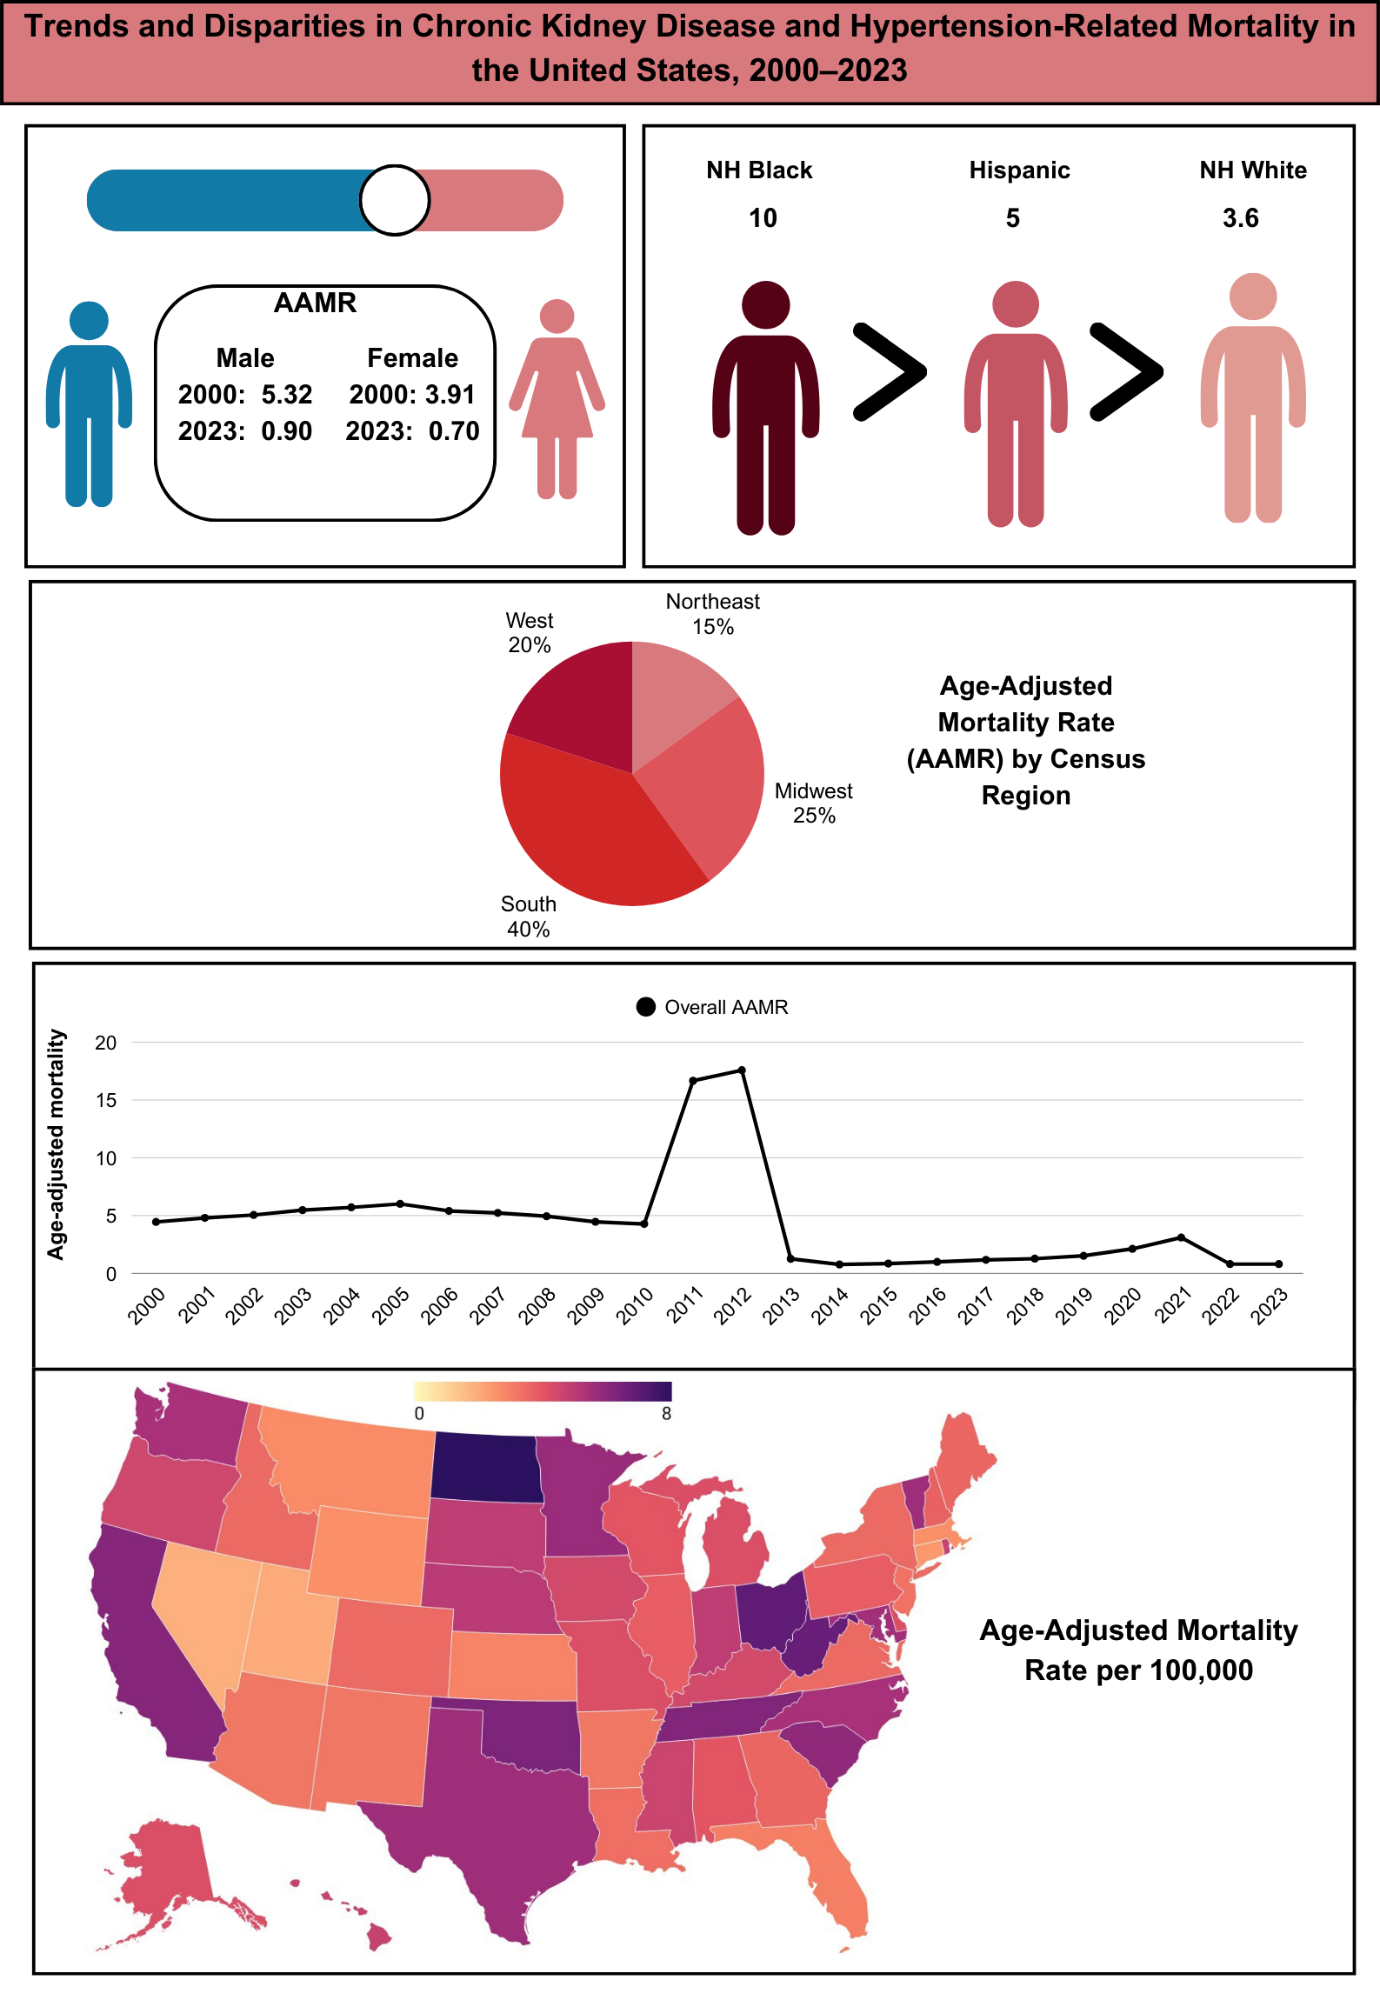 Trends and Disparities in Chronic Kidney Disease and Hypertension-Related Mortality in
the United States, 2000–2023
AAMR
Male Female
2000: 5.32 2000: 3.91
2023: 0.90 2023: 0.70
NH Black Hispanic NH White
10 5 3.6
> >
Northeast
15%
West
20%
Midwest
25%
South
40%
Age-Adjusted
Mortality Rate
(AAMR) by Census
Region
Overall AAMR
Age-adjusted mortality
20
15
10
5
0
2000 2001 2002 2003 2004 2005 2006 2007 2008 2009 2010 2011 2012 2013 2014 2015 2016 2017 2018 2019 2020 2021 2022 2023
0 8
Age-Adjusted Mortality
Rate per 100,000